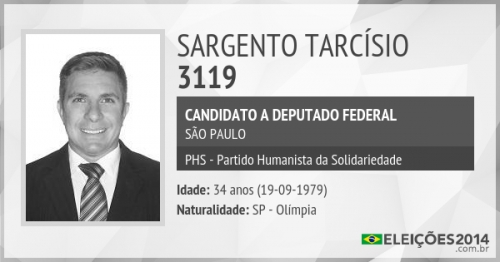 SARGENTO TARCÍSIO
3119
CANDIDATO A DEPUTADO FEDERAL
SÃO PAULO
PHS - Partido Humanista da Solidariedade
Idade: 34 anos (19-09-1979)
Naturalidade: SP - Olímpia
ELEIÇÕES2014
.com.br